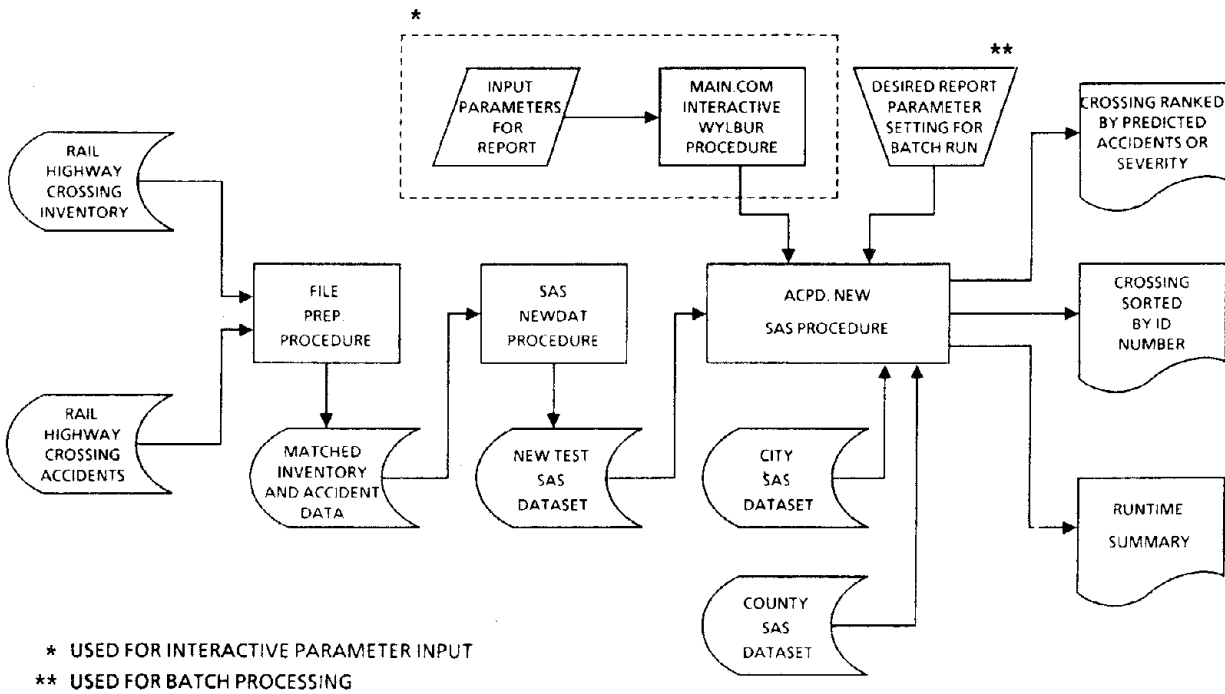 *
**
INPUT
PARAMETERS
FOR
REPORT
MAIN.COM
INTERACTIVE
WYLBUR
PROCEDURE
DESIRED REPORT
PARAMETER
SETTING FOR
BATCH RUN
CROSSING RANKED
BY PREDICTED
ACCIDENTS OR
SEVERITY
RAIL
HIGHWAY
CROSSING
INVENTORY
FILE
PREP.
PROCEDURE
SAS
NEWDAT
PROCEDURE
ACPD. NEW
SAS PROCEDURE
CROSSING
SORTED
BY ID
NUMBER
RAIL
HIGHWAY
CROSSING
ACCIDENTS
MATCHED
INVENTORY
AND ACCIDENT
DATA
NEW TEST
SAS
DATASET
CITY
SAS
DATASET
RUNTIME
SUMMARY
COUNTY
SAS
DATASET
* USED FOR INTERACTIVE PARAMETER INPUT
** USED FOR BATCH PROCESSING